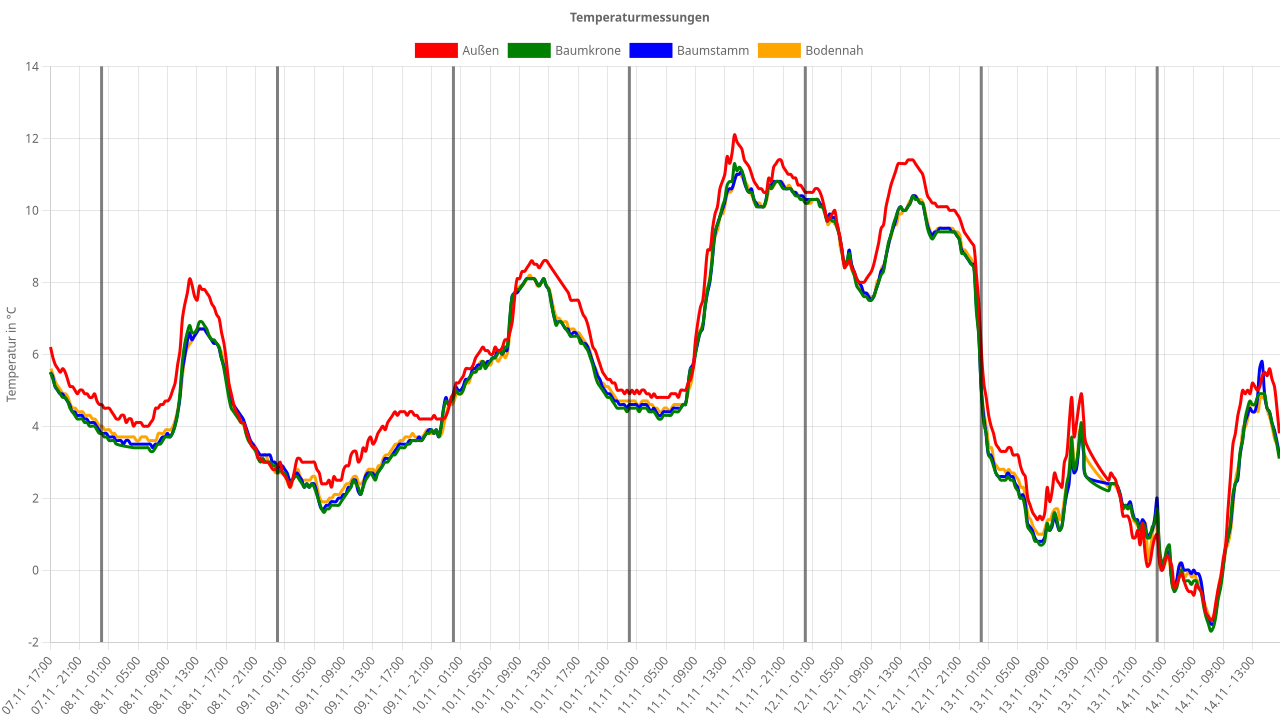 Temperaturmessungen
Außen Baumkrone Baumstamm Bodennah
Temperatur in °C
14
12
10
8
6
4
2
0
-2
07.11 - 17:00
07.11 - 21:00
08.11 - 01:00
08.11 - 05:00
08.11 - 09:00
08.11 - 13:00
08.11 - 17:00
08.11 - 21:00
09.11 - 01:00
09.11 - 05:00
09.11 - 09:00
09.11 - 13:00
09.11 - 17:00
09.11 - 21:00
10.11 - 01:00
10.11 - 05:00
10.11 - 09:00
10.11 - 13:00
10.11 - 17:00
10.11 - 21:00
11.11 - 01:00
11.11 - 05:00
11.11 - 09:00
11.11 - 13:00
11.11 - 17:00
11.11 - 21:00
12.11 - 01:00
12.11 - 05:00
12.11 - 09:00
12.11 - 13:00
12.11 - 17:00
12.11 - 21:00
13.11 - 01:00
13.11 - 05:00
13.11 - 09:00
13.11 - 13:00
13.11 - 17:00
13.11 - 21:00
14.11 - 01:00
14.11 - 05:00
14.11 - 09:00
14.11 - 13:00